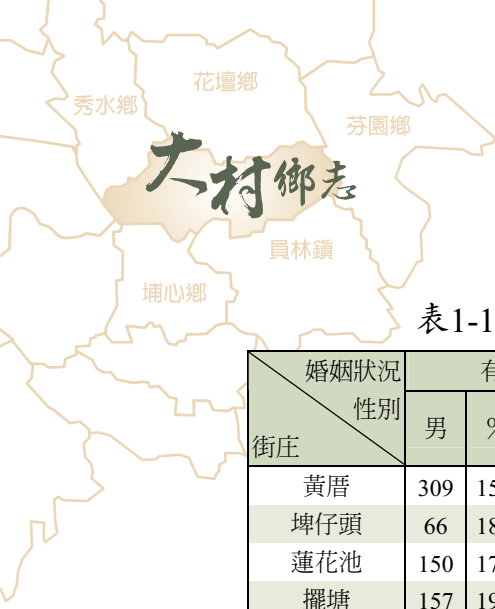 花壇鄉
秀水鄉
芬園鄉
大村鄉志
員林鎮
埔心鄉
表1-1
婚姻狀況
性別
街庄
男
黃厝 309
埤仔頭 66
蓮花池 150
擺塘 157